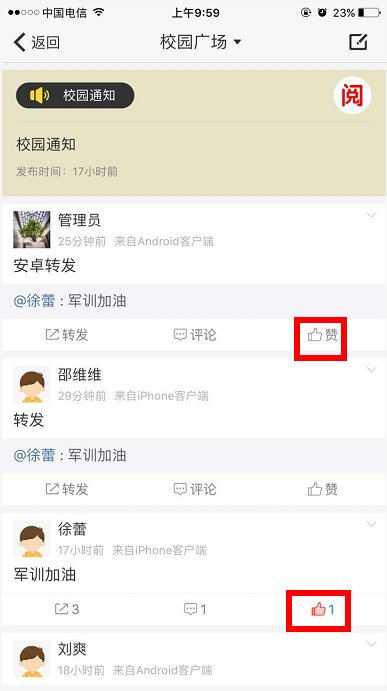 中国电信 上午9:59 23%
返回 校园广场
校园通知 阅
校园通知
发布时间：17小时前
管理员
25分钟前 来自Android客户端
安卓转发
@徐蕾：军训加油
转发 评论 赞
邵维维
29分钟前 来自iPhone客户端
转发
@徐蕾：军训加油
转发 评论 赞
徐蕾
17小时前 来自iPhone客户端
军训加油
3 1 1
刘爽
18小时前 来自Android客户端